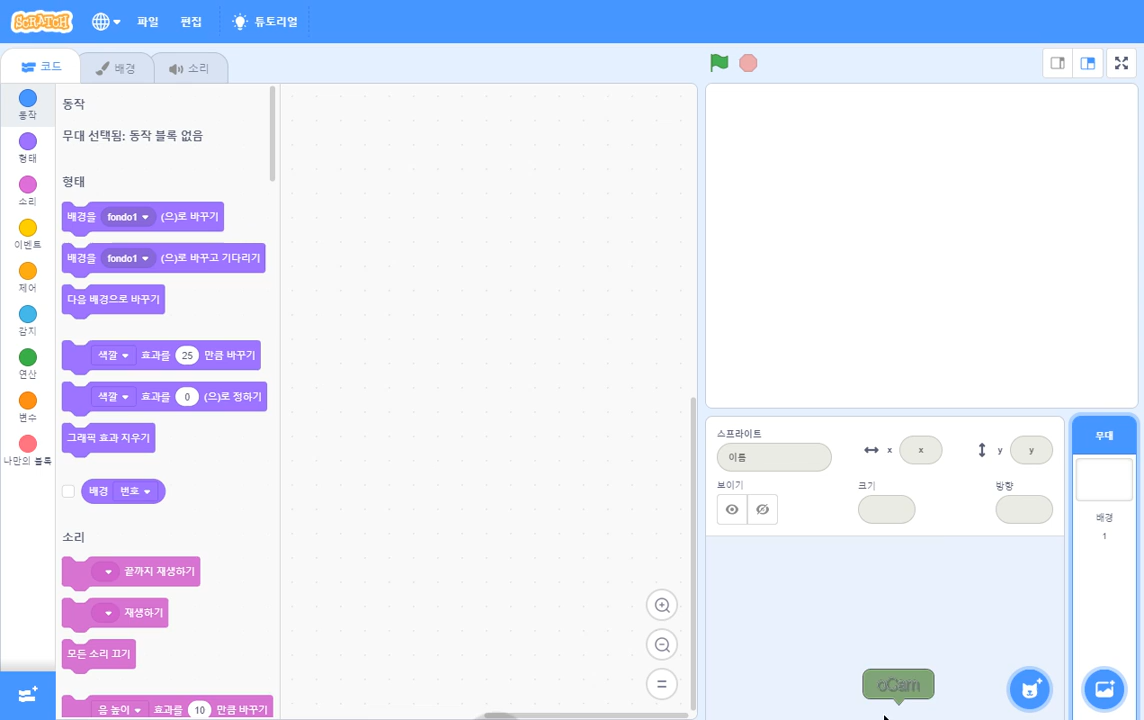 SCRATCH 파일 편집 튜토리얼
코드 배경 소리
동작
형태
소리
이벤트
제어
감지
연산
변수
나만의 블록
동작
무대 선택됨: 동작 블록 없음
형태
배경을 fondo1 (으)로 바꾸기
배경을 fondo1 (으)로 바꾸고 기다리기
다음 배경으로 바꾸기
색깔 효과를 25 만큼 바꾸기
색깔 효과를 0 (으)로 정하기
그래픽 효과 지우기
배경 번호
소리
끝까지 재생하기
재생하기
모든 소리 끄기
음 높이 효과를 10 만큼 바꾸기
스프라이트
이름
x x
y y
보이기
크기
방향
무대
배경
1
oCam